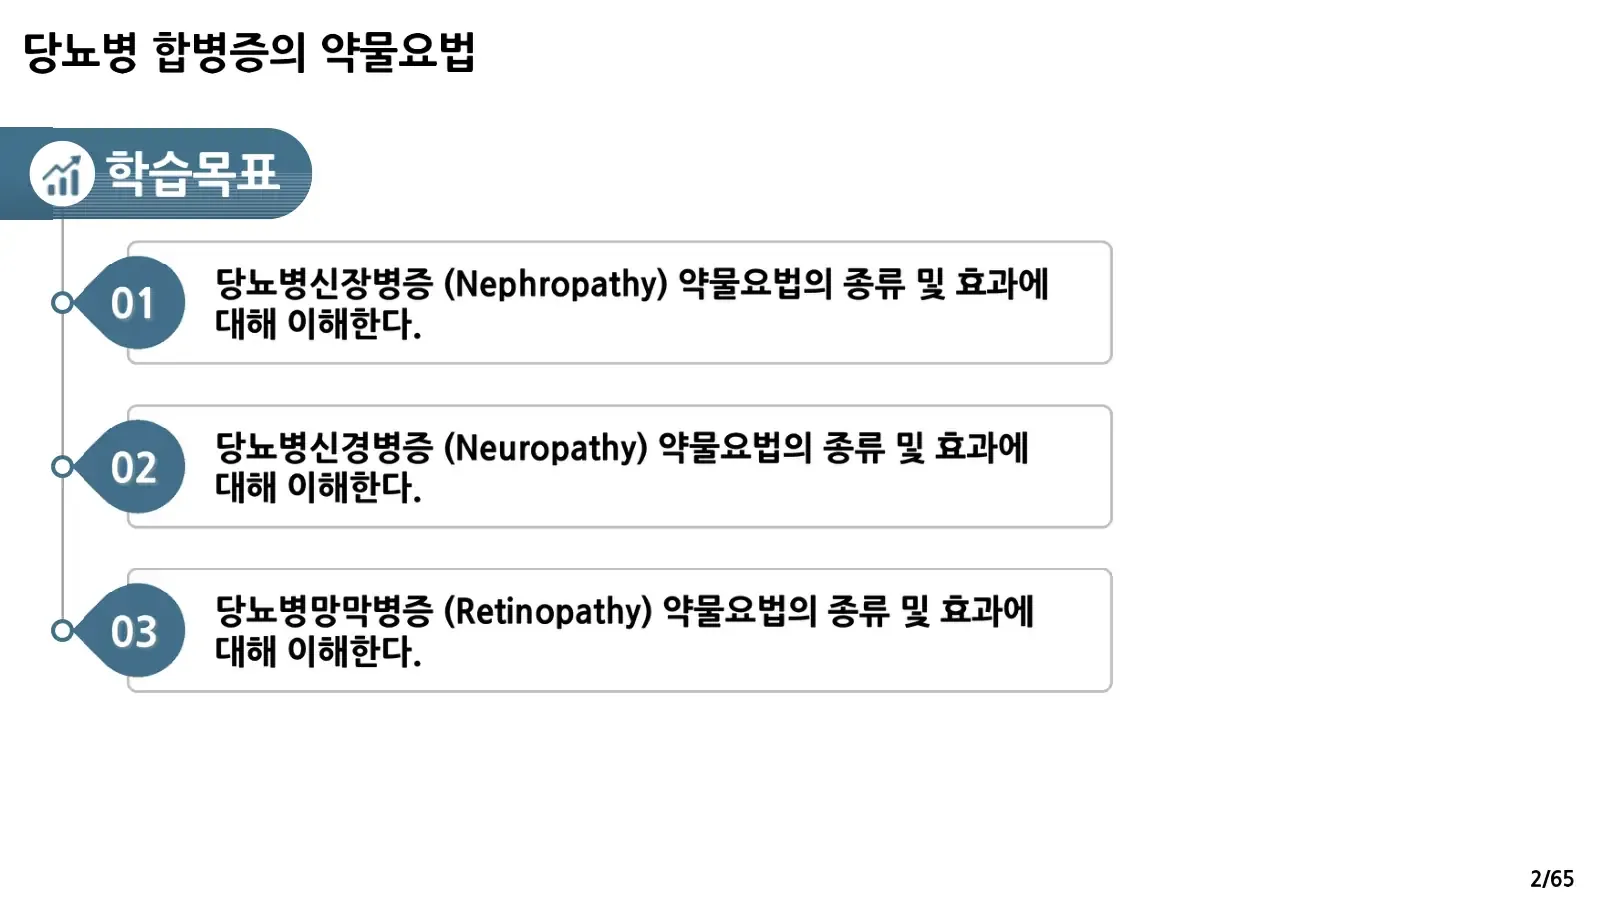 당뇨병 합병증의 약물요법
학습목표
01
당뇨병신장병증 (Nephropathy) 약물요법의 종류 및 효과에
대해 이해한다.
02
당뇨병신경병증 (Neuropathy) 약물요법의 종류 및 효과에
대해 이해한다.
03
당뇨병망막병증 (Retinopathy) 약물요법의 종류 및 효과에
대해 이해한다.
2/65